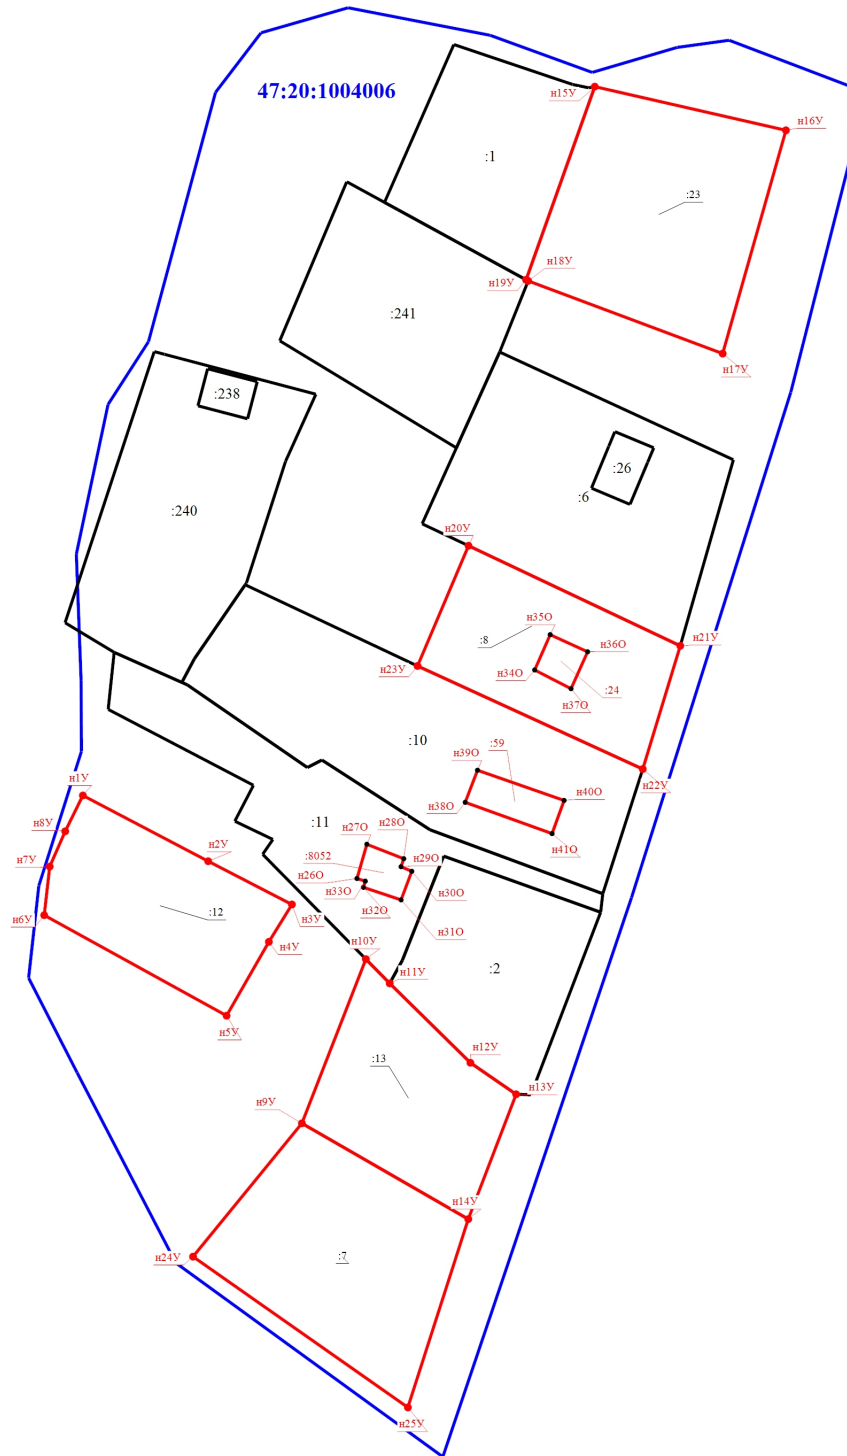 47:20:1004006
н15У
н16У
:1
:23
н18У
н19У
:241
н17У
:238
:26
:6
:240
н20У
н35О
:8
н36О
н21У
н23У
н34О
:24
н37О
:10
:59
н39О
н22У
н1У
н38О
н40О
:11
н8У
н27О
н28О
н41О
н2У
:8052
н29О
н7У
н26О
н30О
н33О
н32О
н6У
:12
н3У
н31О
н4У
н10У
:2
н11У
н5У
н12У
:13
н13У
н9У
н14У
н24У
:7
н25У